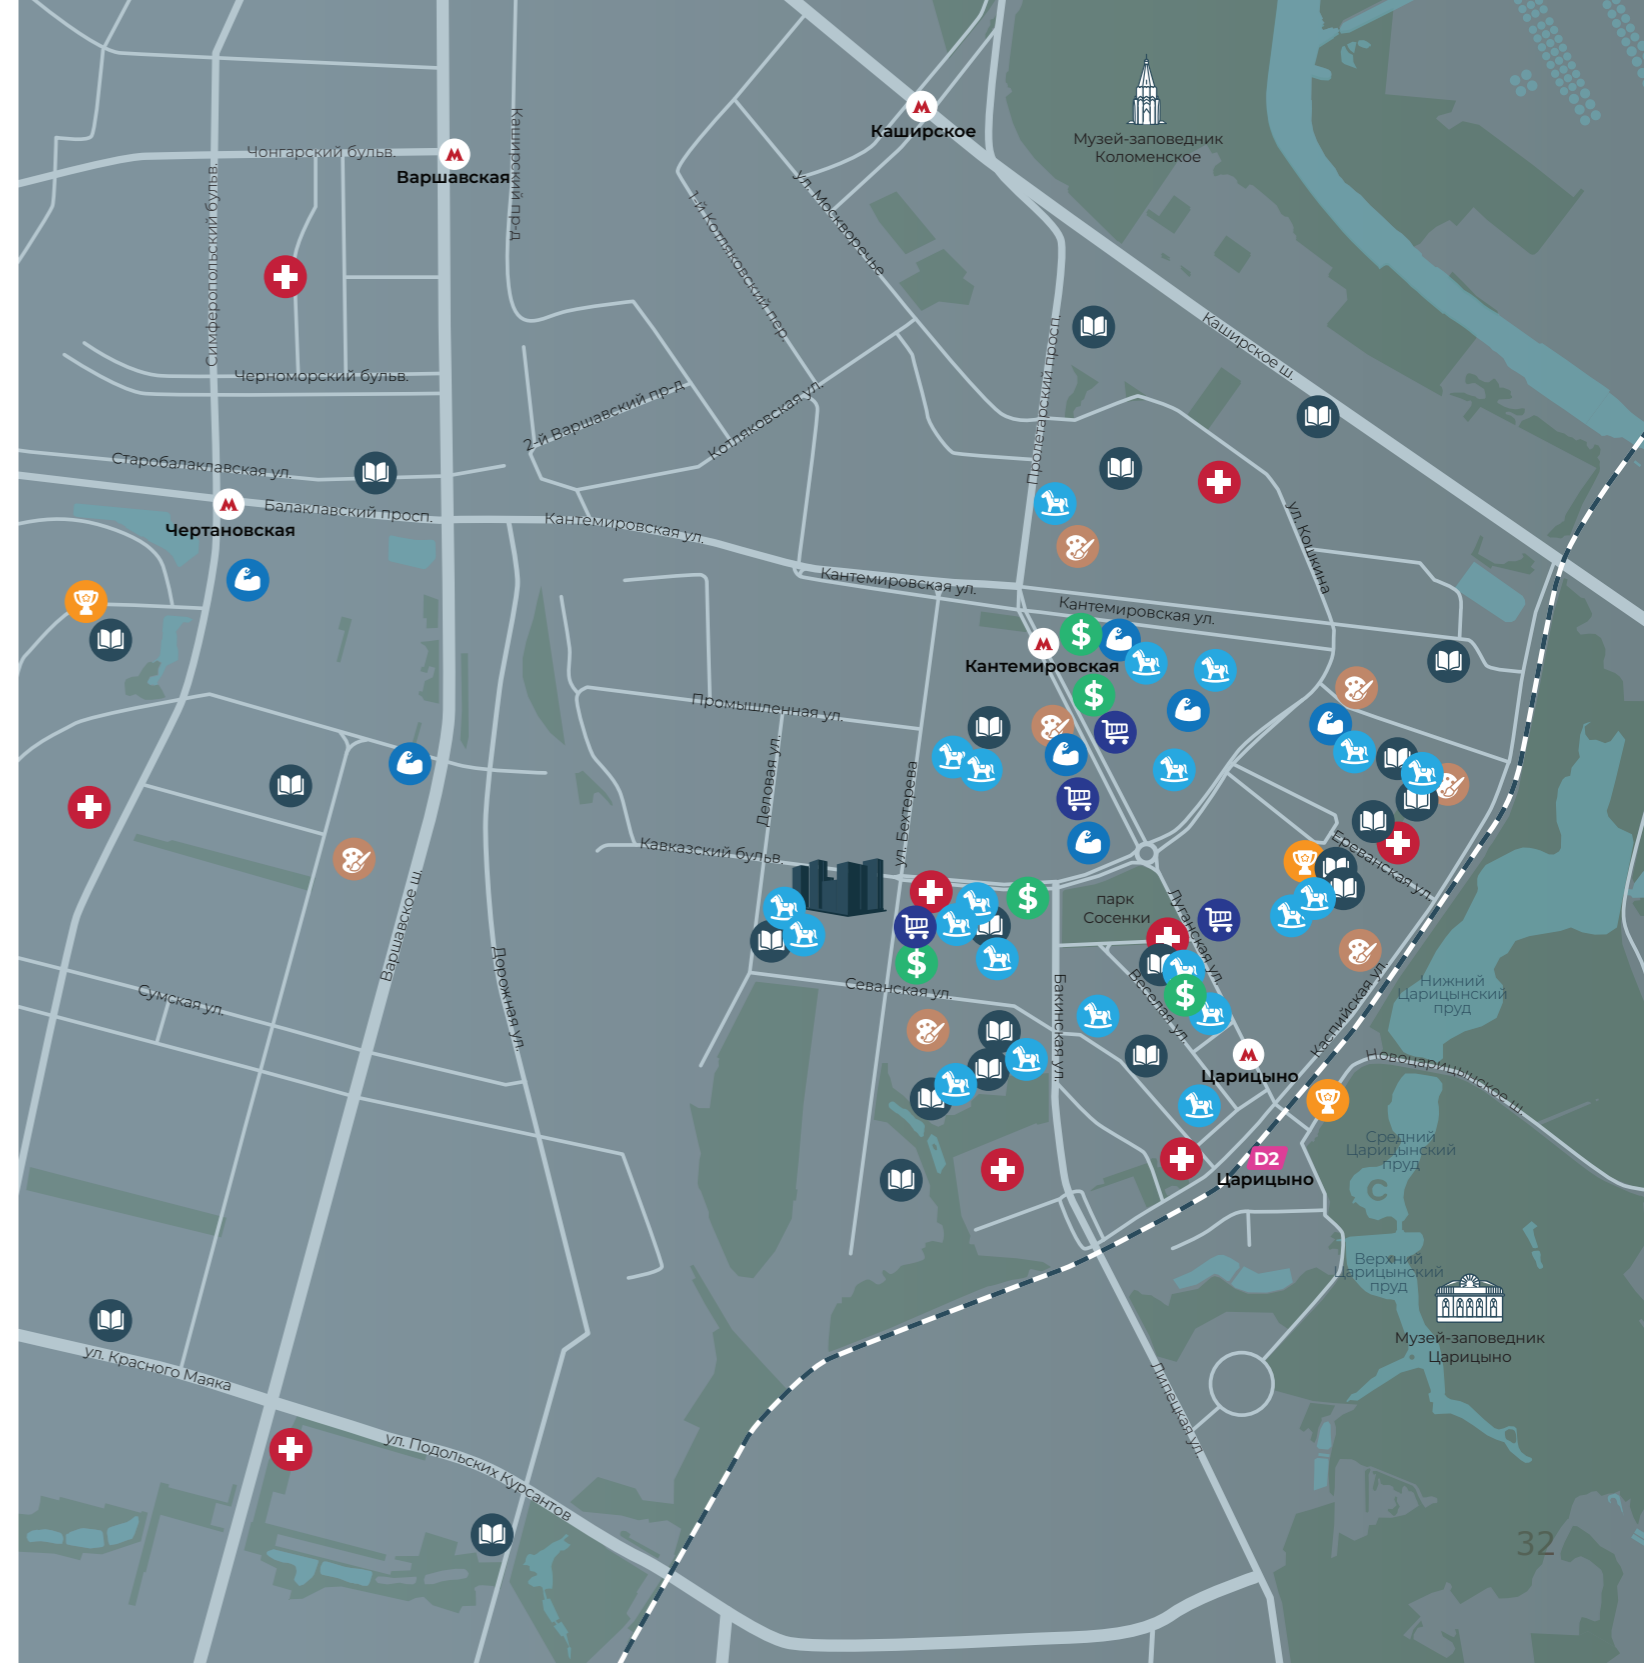 Каширское
Музей-заповедник
Коломенское
Каширский пр-д
Чонгарский бульв.
Варшавская
Симферопольский бульв.
ул. Москворечье
1-й Котляковский пер.
Каширское ш.
Пролетарский просп.
Черноморский бульв.
2-й Варшавский пр-д
Котляковская ул.
Старобалаклавская ул.
Балаклавский просп.
Чертановская
Кантемировская ул.
ул. Кошкина
Кантемировская ул.
Кантемировская ул.
Кантемировская
Промышленная ул.
Деловая ул.
ул. Бехтерева
Кавказский бульв.
Ереванская ул.
парк
Сосенки
Луганская ул.
Варшавское ш.
Дорожная ул.
Сумская ул.
Севанская ул.
Бакинская ул.
Веселая ул.
Каспийская ул.
Нижний
Царицынский
пруд
Новоцарицынское ш.
Царицыно
Средний
Царицынский
пруд
D2
Царицыно
С
Верхний
Царицынский
пруд
Музей-заповедник
Царицыно
ул. Красного Маяка
Липецкая ул.
ул. Подольских Курсантов
32